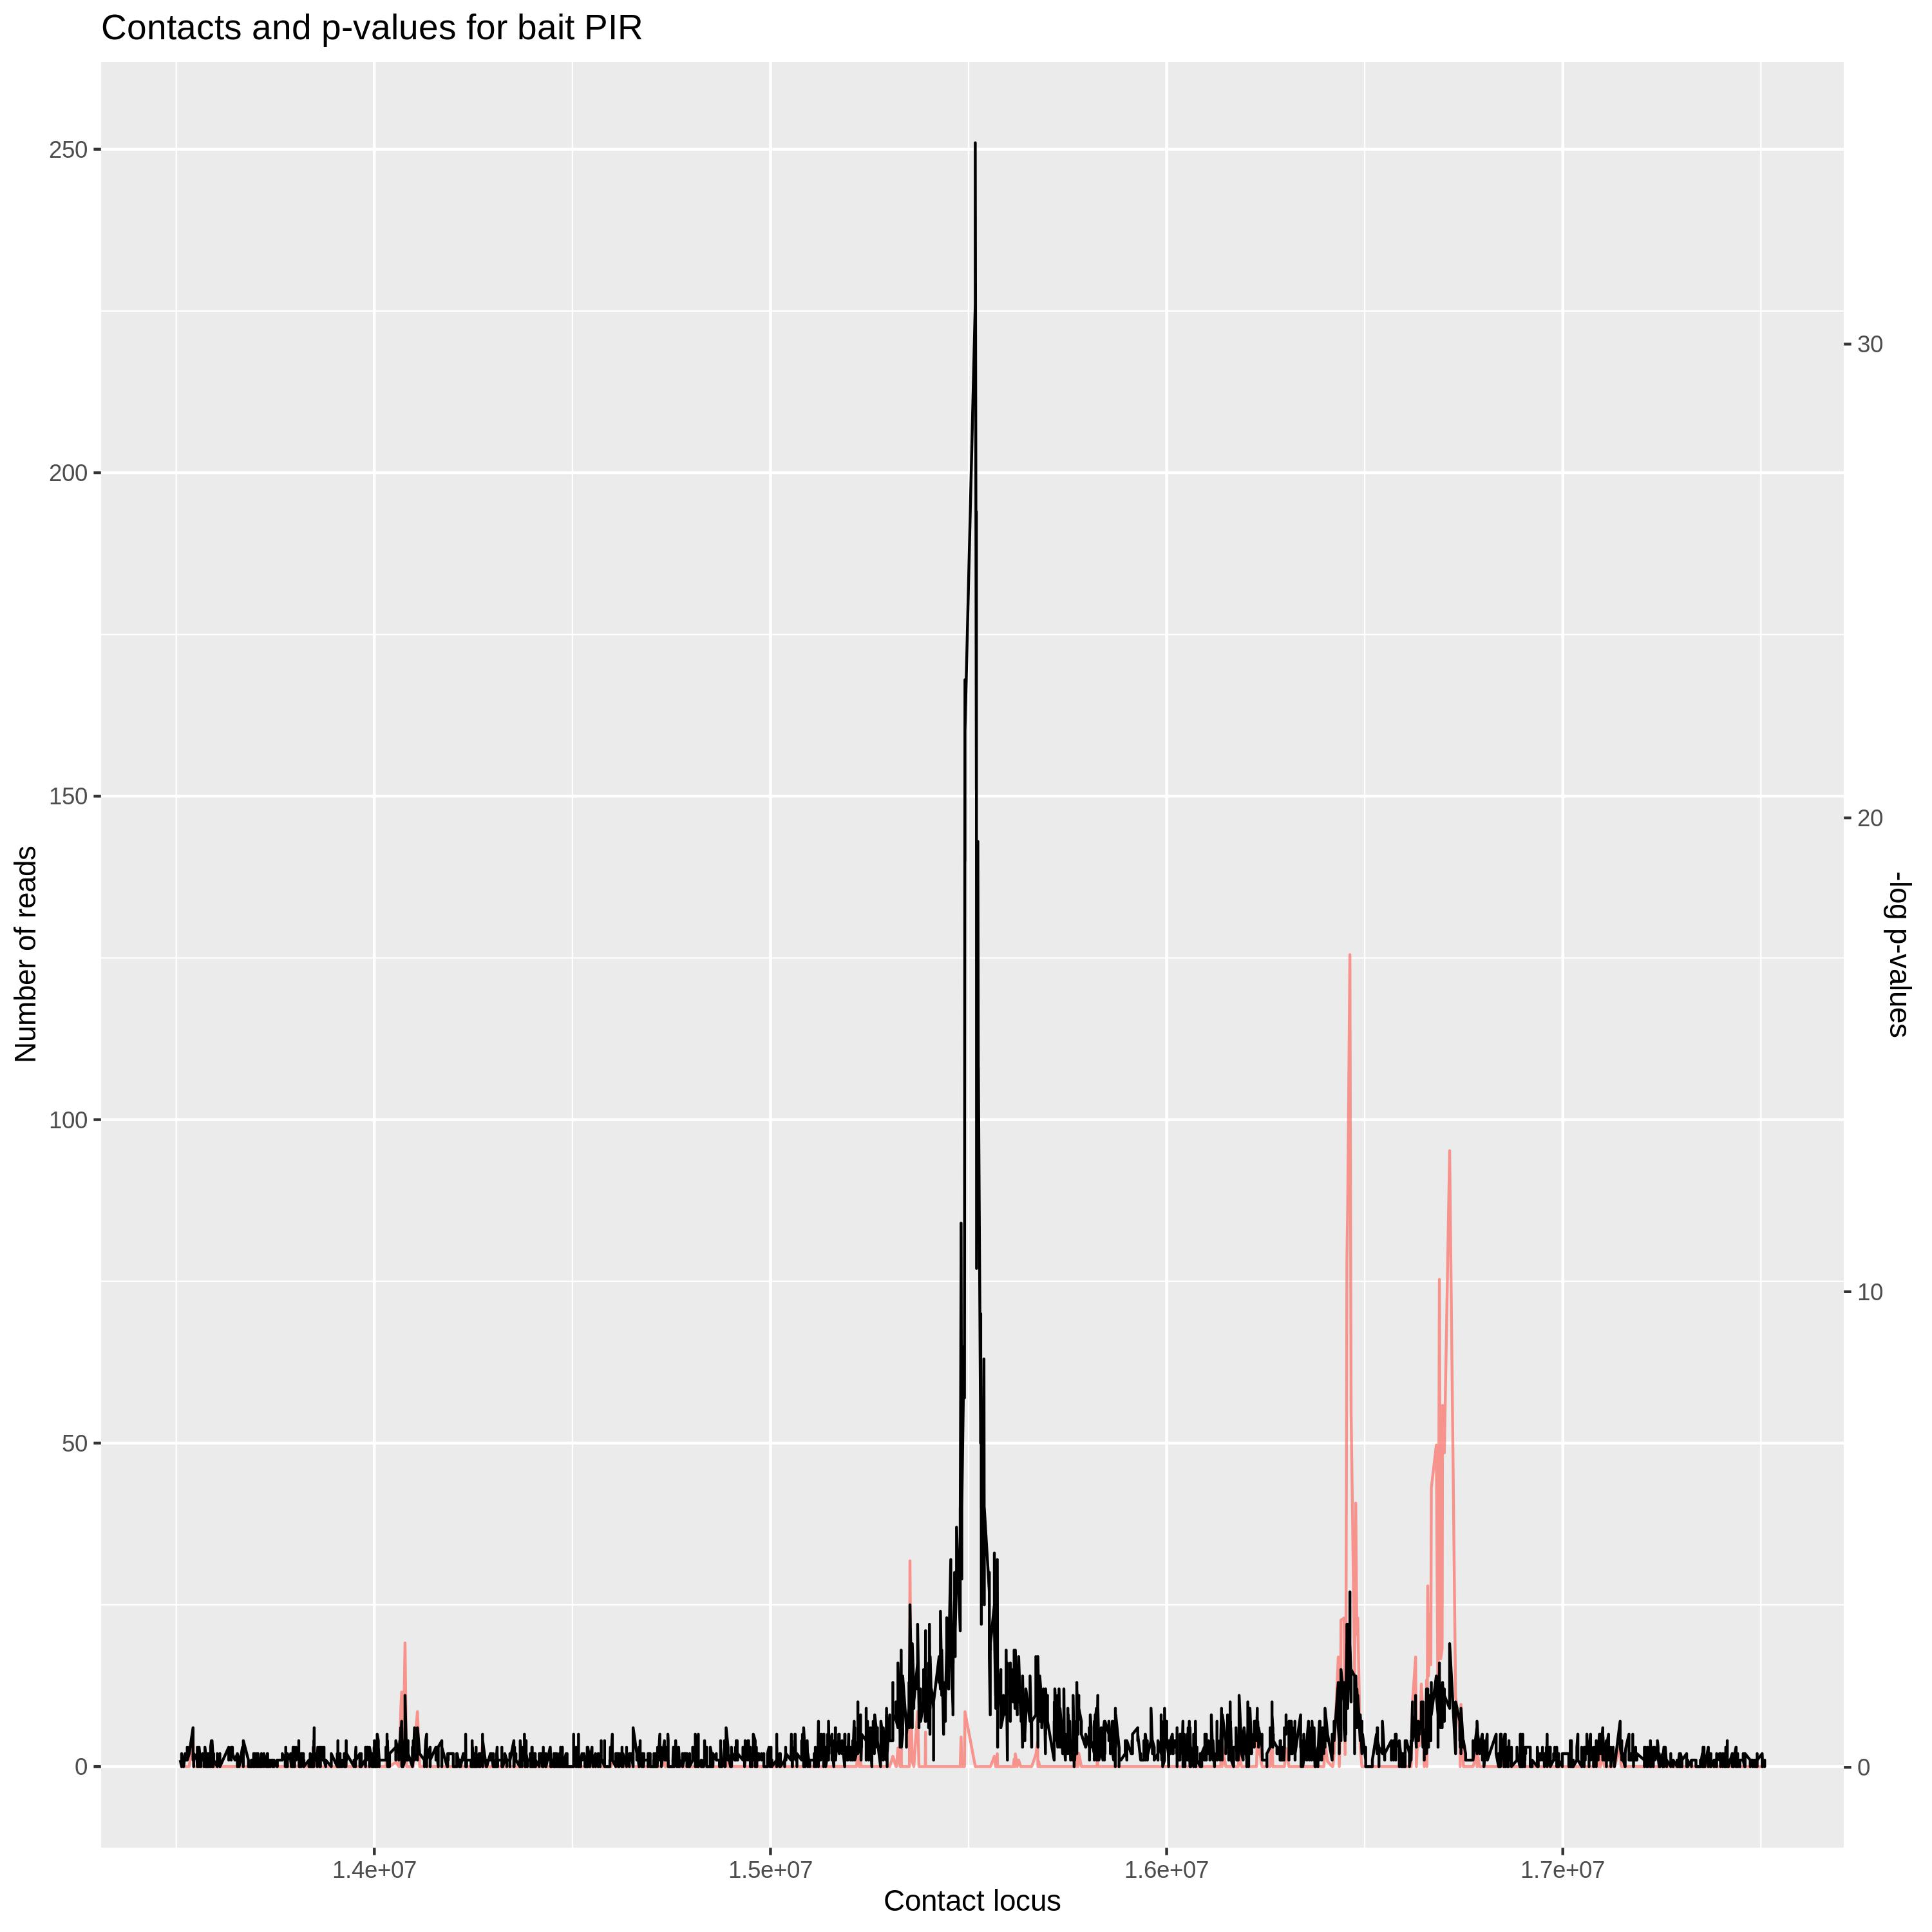 Contacts and p-values for bait PIR
250
200
150
100
50
0
Number of reads
30
20
10
0
-log p-values
1.4e+07
1.5e+07
1.6e+07
1.7e+07
Contact locus